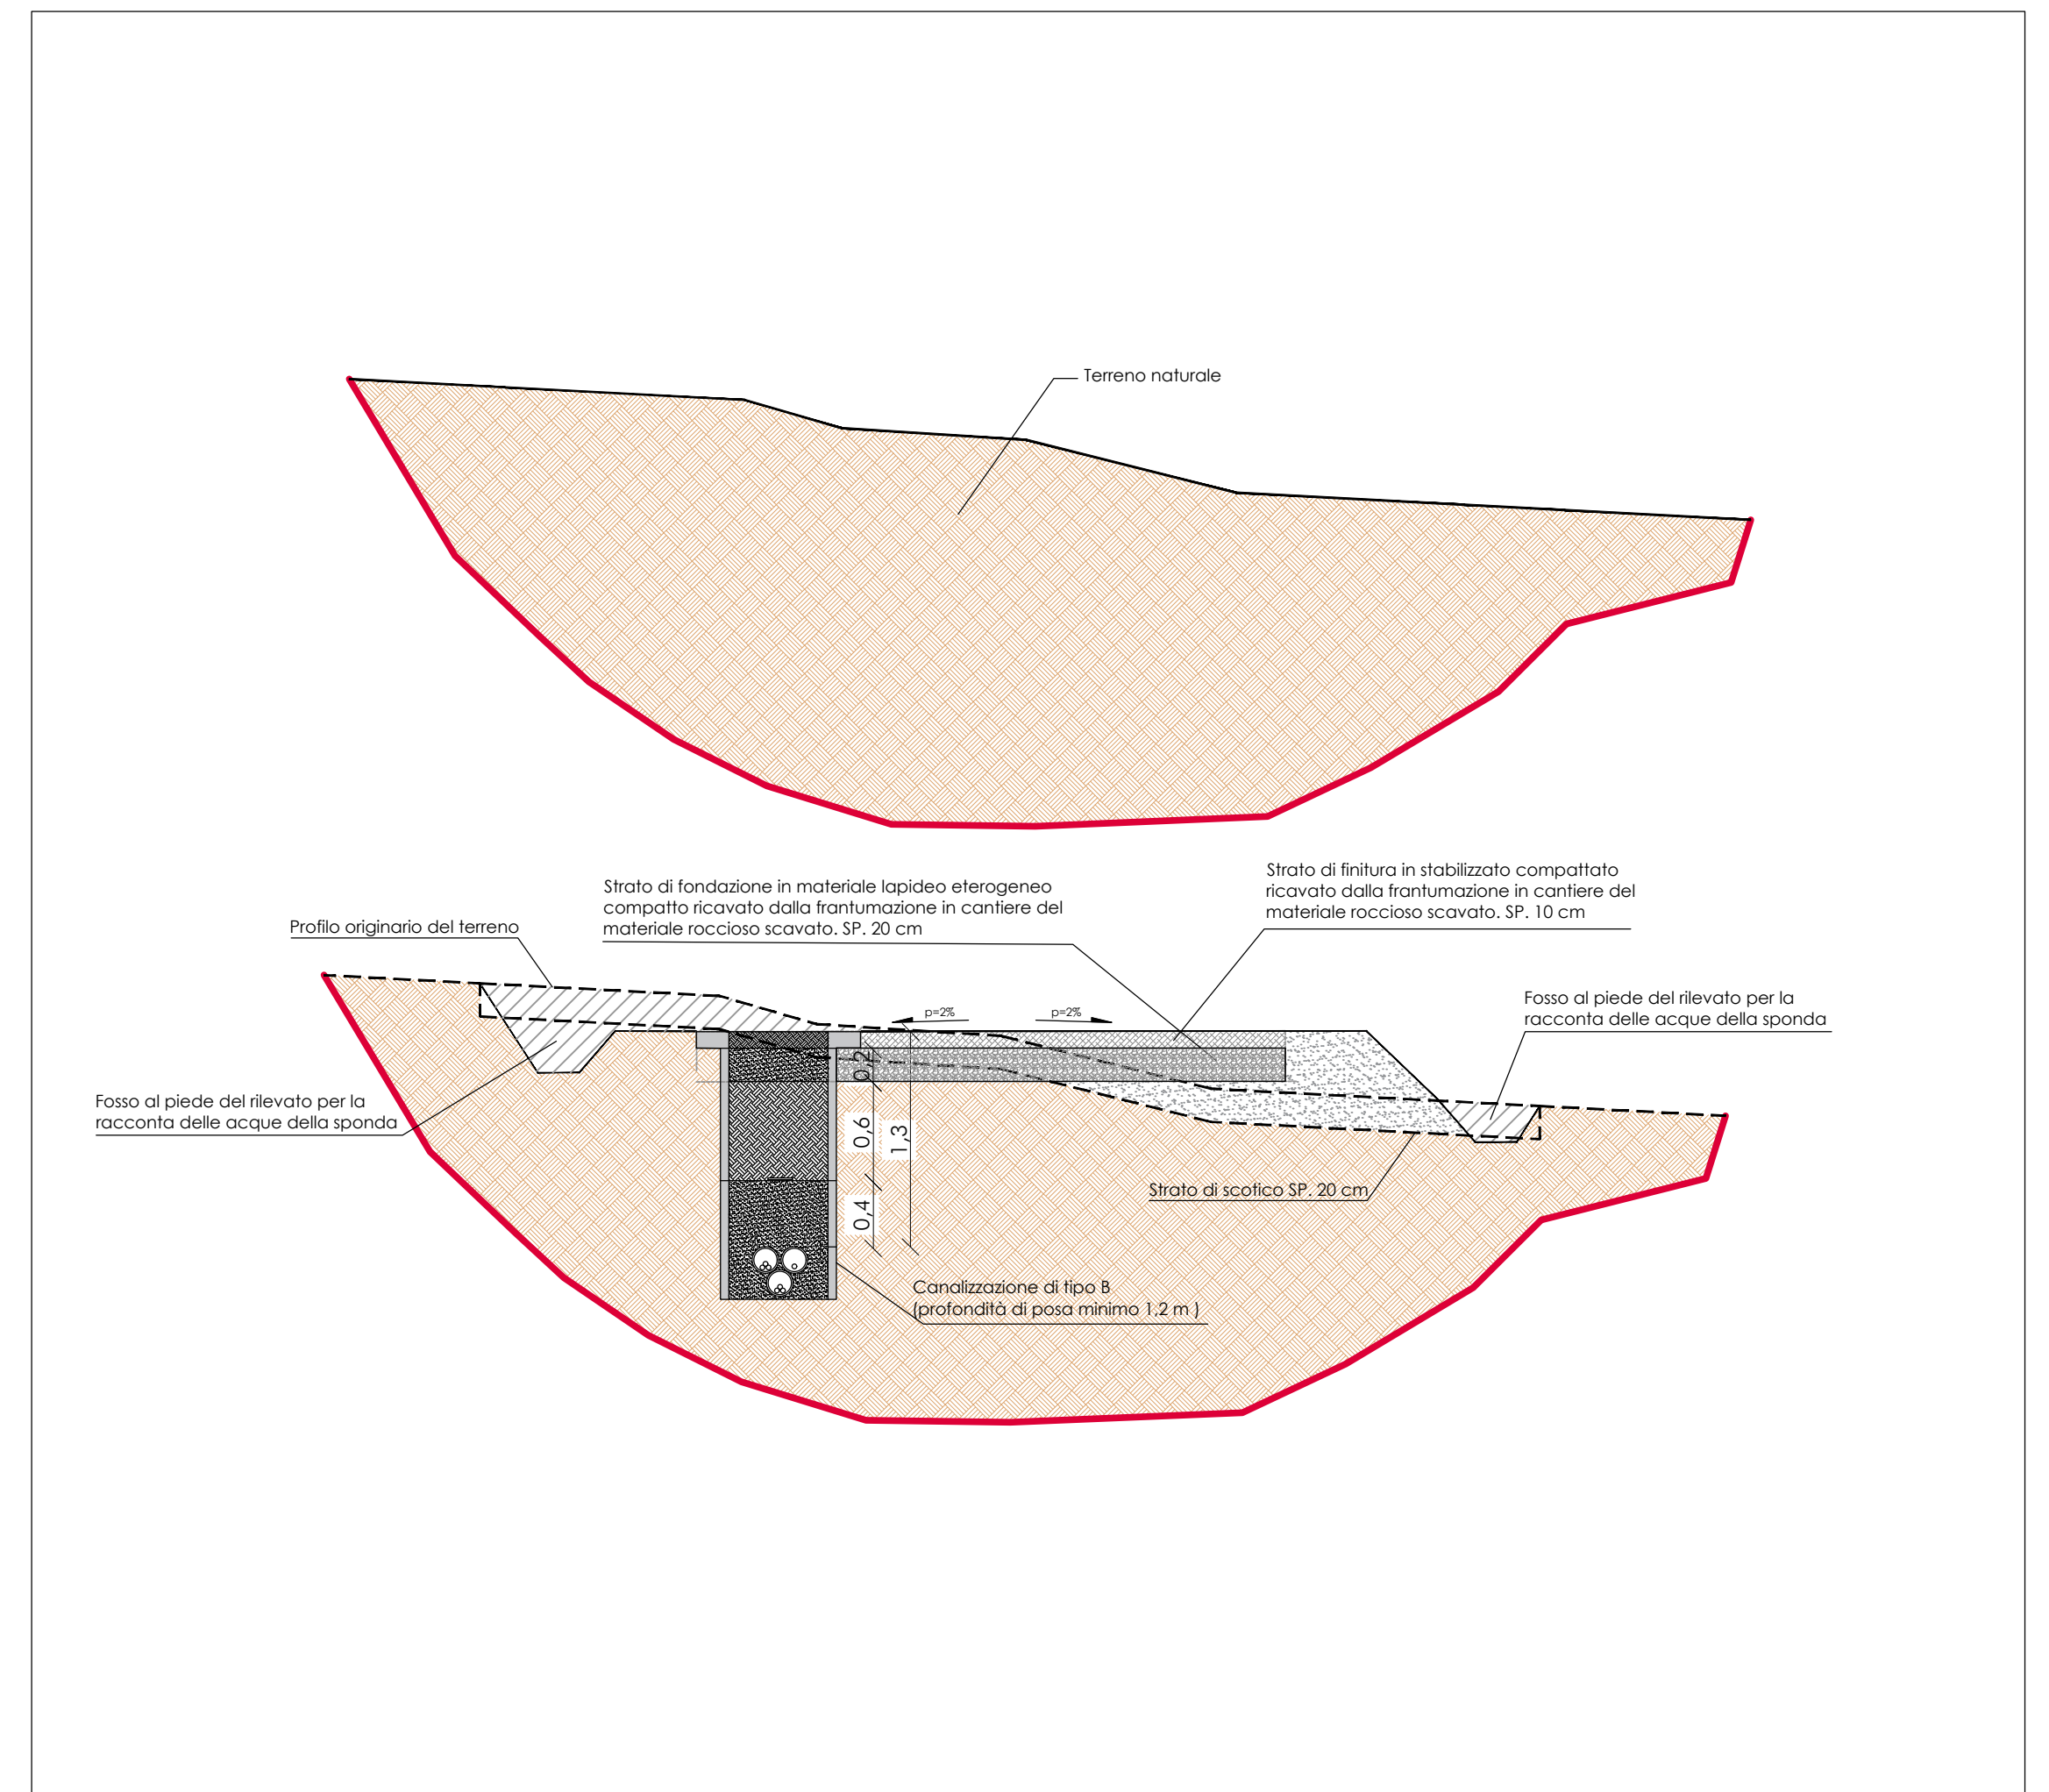 Terreno naturale
Strato di finitura in stabilizzato compattato
ricavato dalla frantumazione in cantiere del
materiale roccioso scavato. SP. 10 cm
Strato di fondazione in materiale lapideo eterogeneo
compatto ricavato dalla frantumazione in cantiere del
materiale roccioso scavato. SP. 20 cm
Profilo originario del terreno
Fosso al piede del rilevato per la
racconta delle acque della sponda
p=2%
p=2%
0,2
0,6
1,3
0,4
Fosso al piede del rilevato per la
racconta delle acque della sponda
Strato di scotico SP. 20 cm
Canalizzazione di tipo B
(profondità di posa minimo 1,2 m )